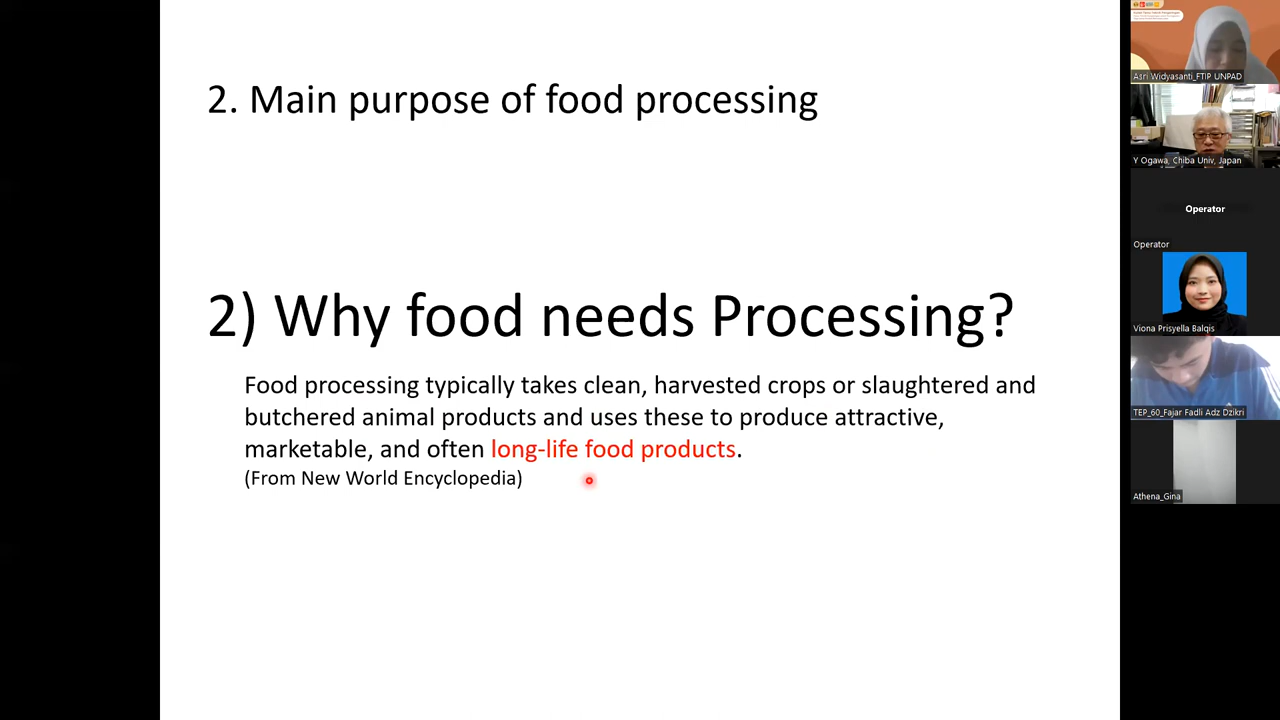 2. Main purpose of food processing
2) Why food needs Processing?
Food processing typically takes clean, harvested crops or slaughtered and
butchered animal products and uses these to produce attractive,
marketable, and often long-life food products.
(From New World Encyclopedia)
Asri Widyasanti_FTIP UNPAD
Y Ogawa, Chiba Univ, Japan
Operator
Operator
Viona Prisyella Balqis
TEP_60_Fajar Fadli Adz Dzikri
Athena_Gina